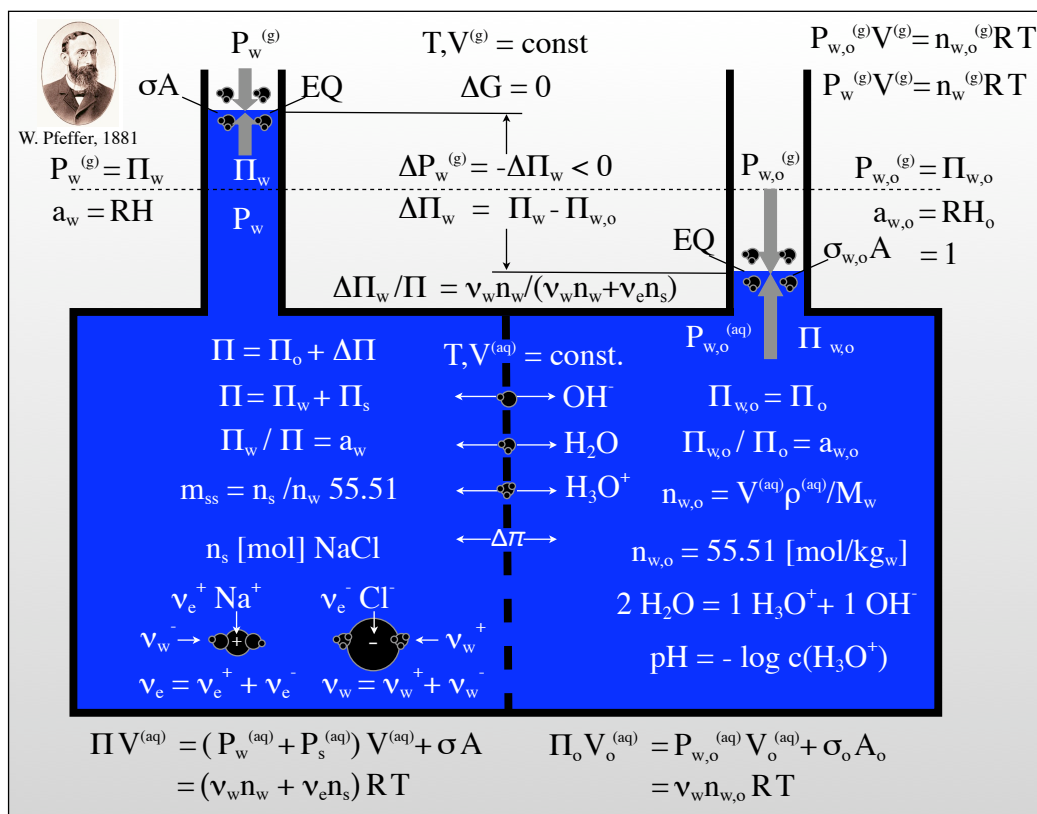 P_w^(g)
T,V^(g) = const
P_w,o^(g)V^(g) = n_w,o^(g)RT
σA
EQ
ΔG = 0
P_w^(g)V^(g) = n_w^(g)RT
W. Pfeffer, 1881
P_w^(g) = Π_w
Π_w
ΔP_w^(g) = -ΔΠ_w < 0
P_w,o^(g)
P_w,o^(g) = Π_w,o
a_w = RH
P_w
ΔΠ_w = Π_w - Π_w,o
a_w,o = RH_o
EQ
σ_w,o A
= 1
ΔΠ_w/Π = ν_w n_w/(ν_w n_w+ν_e n_s)
P_w,o^(aq)
Π_w,o
Π = Π_o + ΔΠ
T,V^(aq) = const.
Π = Π_w + Π_s
OH^-
Π_w,o = Π_o
Π_w / Π = a_w
H_2O
Π_w,o / Π_o = a_w,o
m_ss = n_s /n_w 55.51
H_3O^+
n_w,o = V^(aq)ρ^(aq)/M_w
n_s [mol] NaCl
Δπ
n_w,o = 55.51 [mol/kg_w]
ν_e^+ Na^+
ν_e^- Cl^-
2 H_2O = 1 H_3O^+ + 1 OH^-
ν_w^-
+
-
ν_w^+
pH = - log c(H_3O^+)
ν_e = ν_e^+ + ν_e^-
ν_w = ν_w^+ + ν_w^-
Π V^(aq) = (P_w^(aq) + P_s^(aq)) V^(aq) + σA
= (ν_w n_w + ν_e n_s) RT
Π_o V_o^(aq) = P_w,o^(aq) V_o^(aq) + σ_o A_o
= ν_w n_w,o RT